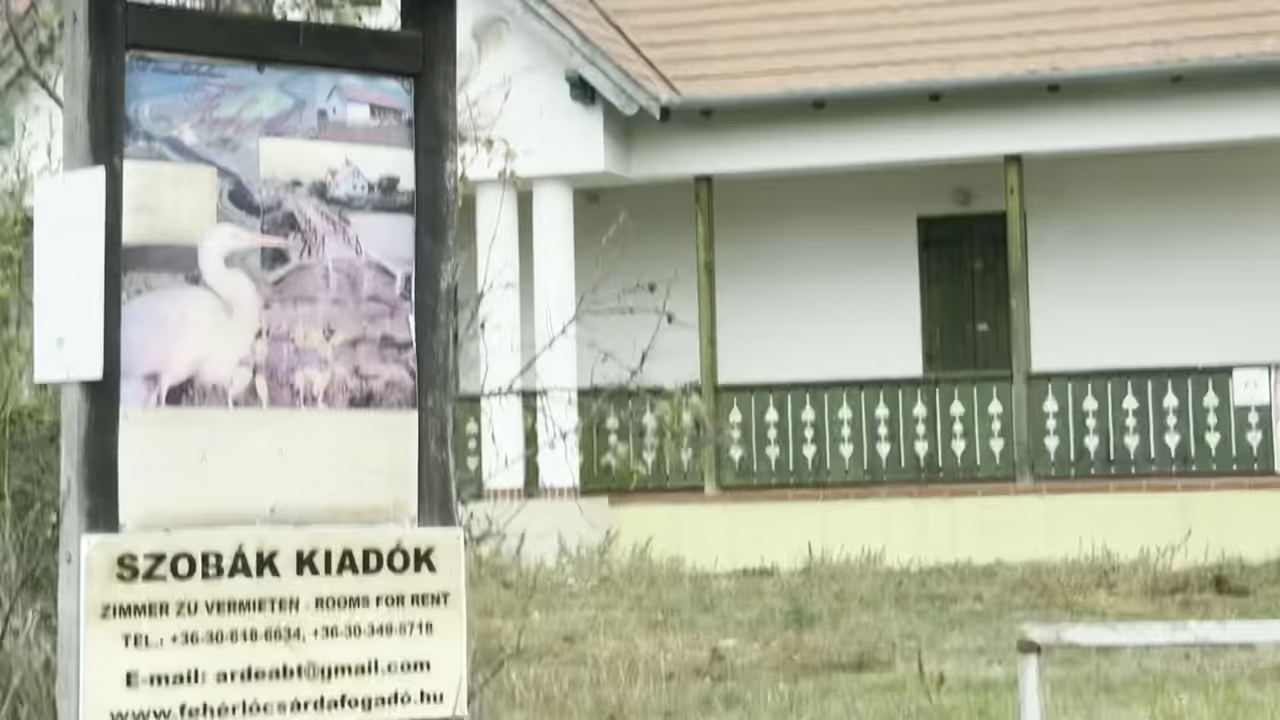 SZOBÁK KIADÓK
ZIMMER ZU VERMIETEN - ROOMS FOR RENT
TEL.:
E-mail: ardeabt@gmail.com
www.fehérlócsárdafogadó.hu